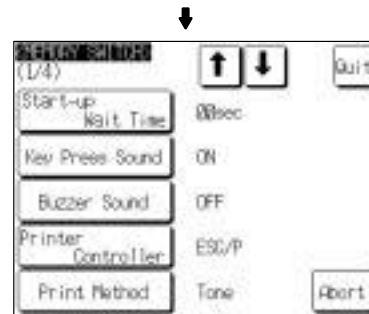 (MEMORY SWITCH)
(1/4)
Quit
Start-up
Wait Time
00sec
Key Press Sound
ON
Buzzer Sound
OFF
Printer
Controller
ESC/P
Print Method
Tone
Abort